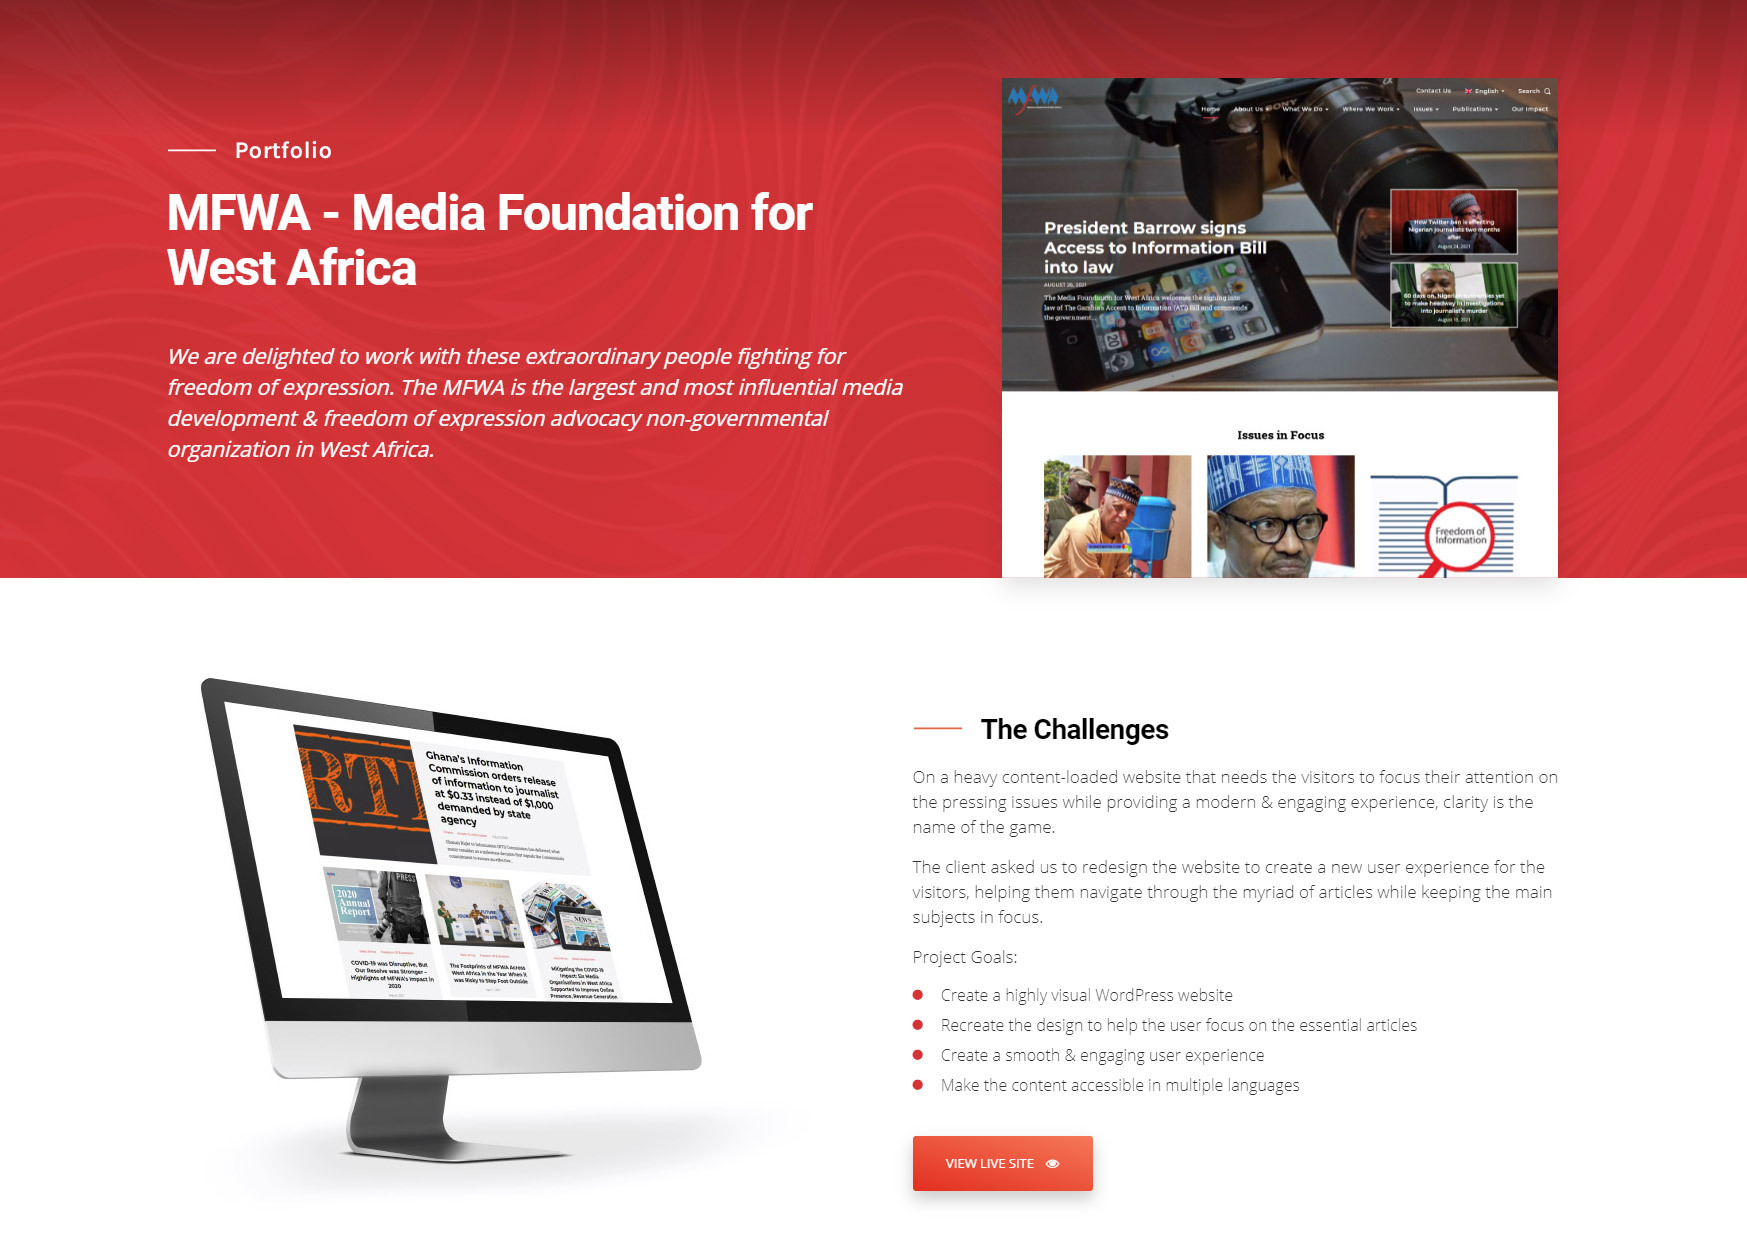 Portfolio
MFWA - Media Foundation for
West Africa
We are delighted to work with these extraordinary people fighting for
freedom of expression. The MFWA is the largest and most influential media
development & freedom of expression advocacy non-governmental
organization in West Africa.
MFWA
Contact Us English Search
Home About Us What We Do Where We Work Issues Publications Our Impact
SONY
President Barrow signs
Access to Information Bill
into law
AUGUST 26, 2021
The Media Foundation for West Africa welcomes the signing into
law of The Gambia's Access to Information (ATI) Bill and commends
the government...
How Twitter ban is affecting
Nigerian journalists two months
after
August 24, 2021
60 days on, Nigerian authorities yet
to make headway in investigations
into journalist's murder
August 19, 2021
Issues in Focus
Freedom of
Information
RTI
Ghana's Information
Commission orders release
of information to journalist
at $0.33 instead of $1,000
demanded by state
agency
PRESS
2020
Annual
Report
NEWS
COVID-19 was Disruptive, But
Our Resolve was Stronger –
Highlights of MFWA's Impact in
2020
The Footprints of MFWA Across
West Africa in the Year When it
was Risky to Step Foot Outside
Mitigating the COVID-19
Impact: Six Media
Organisations in West Africa
Supported to Improve Online
Presence, Revenue Generation
The Challenges
On a heavy content-loaded website that needs the visitors to focus their attention on
the pressing issues while providing a modern & engaging experience, clarity is the
name of the game.
The client asked us to redesign the website to create a new user experience for the
visitors, helping them navigate through the myriad of articles while keeping the main
subjects in focus.
Project Goals:
Create a highly visual WordPress website
Recreate the design to help the user focus on the essential articles
Create a smooth & engaging user experience
Make the content accessible in multiple languages
VIEW LIVE SITE